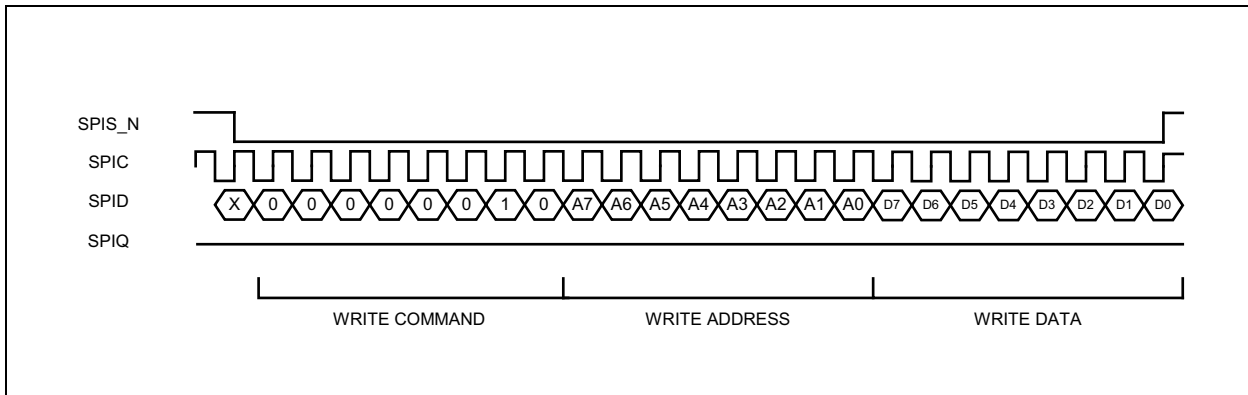 SPIS_N
SPIC
SPID X 0 0 0 0 0 0 1 0 A7 A6 A5 A4 A3 A2 A1 A0 D7 D6 D5 D4 D3 D2 D1 D0
SPIQ
WRITE COMMAND WRITE ADDRESS WRITE DATA